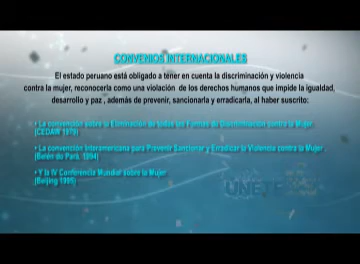 CONVENIOS INTERNACIONALES
El estado peruano está obligado a tener en cuenta la discriminación y violencia
contra la mujer, reconocerla como una violación de los derechos humanos que impide la igualdad,
desarrollo y paz , además de prevenir, sancionarla y erradicarla, al haber suscrito:
• La convención sobre la Eliminación de todas las Formas de Discriminación contra la Mujer
(CEDAW 1979)
• La convención Interamericana para Prevenir Sancionar y Erradicar la Violencia contra la Mujer .
(Belén do Pará, 1994)
• Y la IV Conferencia Mundial sobre la Mujer
(Beijing 1995)
ÚNETE